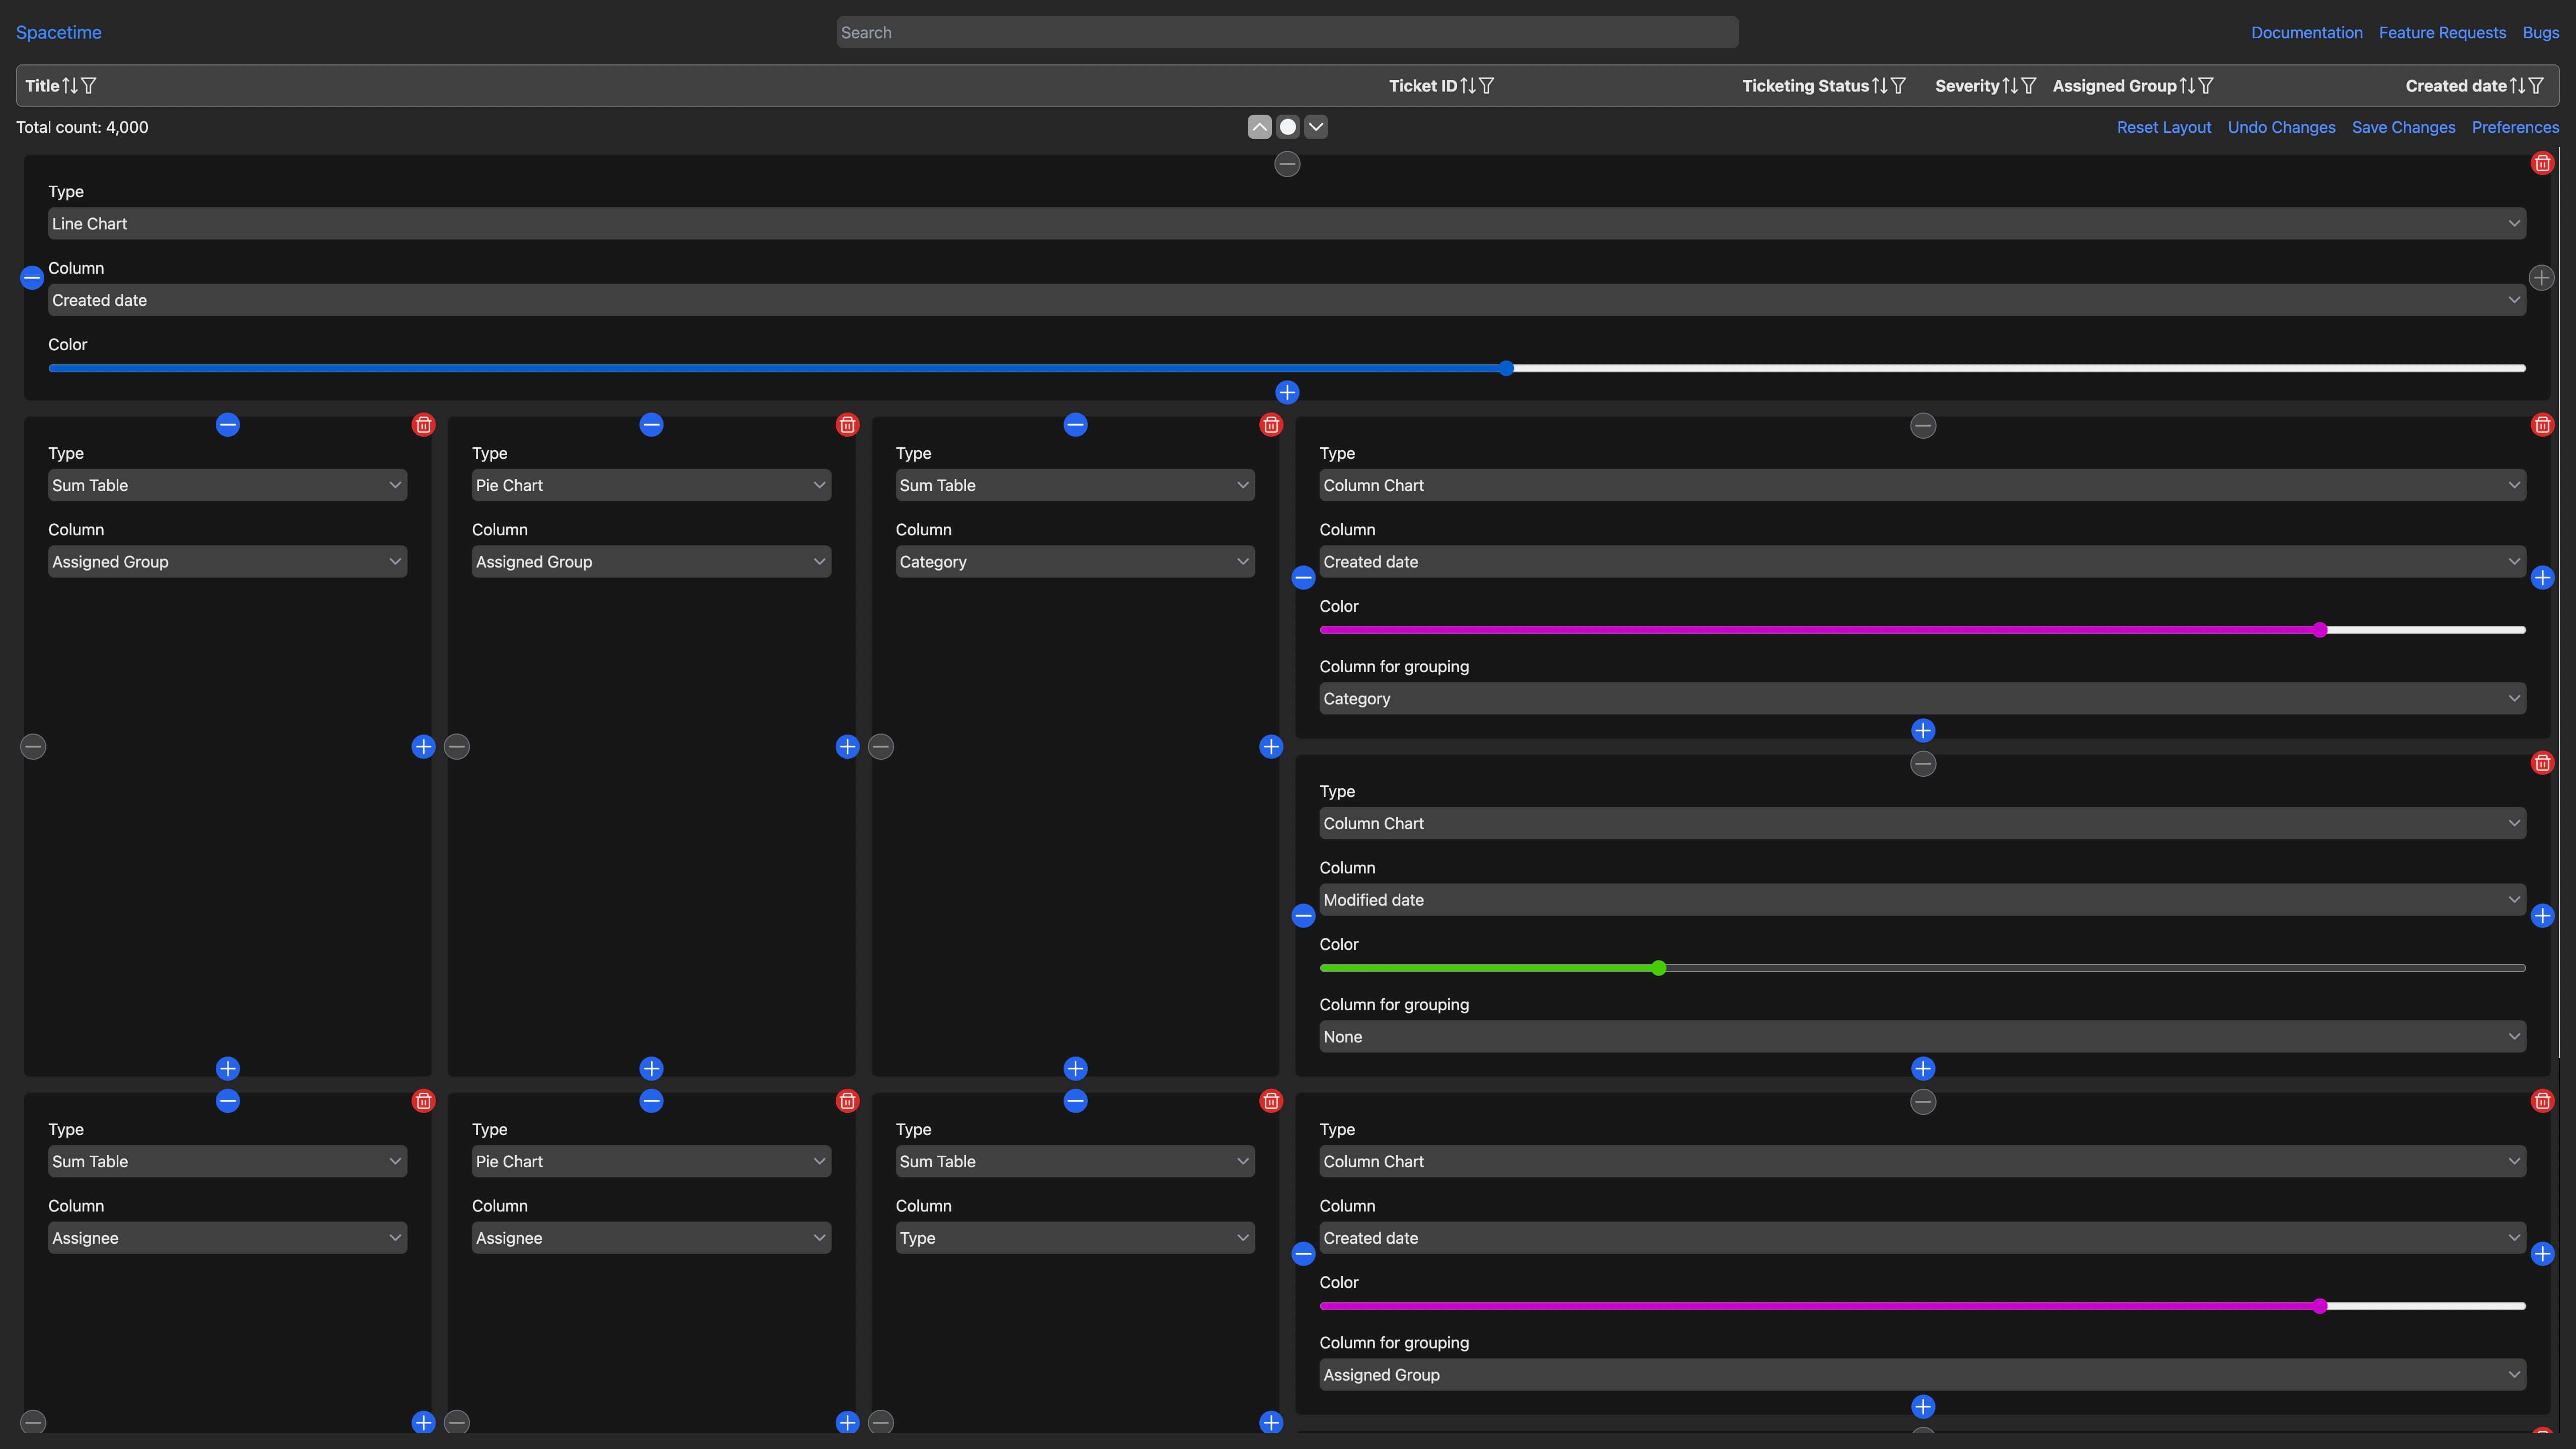 Spacetime
Search
Documentation Feature Requests Bugs
Title Ticket ID Ticketing Status Severity Assigned Group Created date
Total count: 4,000
Reset Layout Undo Changes Save Changes Preferences
Type
Line Chart
Column
Created date
Color
Type
Sum Table
Column
Assigned Group
Type
Pie Chart
Column
Assigned Group
Type
Sum Table
Column
Category
Type
Column Chart
Column
Created date
Color
Column for grouping
Category
Type
Column Chart
Column
Modified date
Color
Column for grouping
None
Type
Sum Table
Column
Assignee
Type
Pie Chart
Column
Assignee
Type
Sum Table
Column
Type
Type
Column Chart
Column
Created date
Color
Column for grouping
Assigned Group